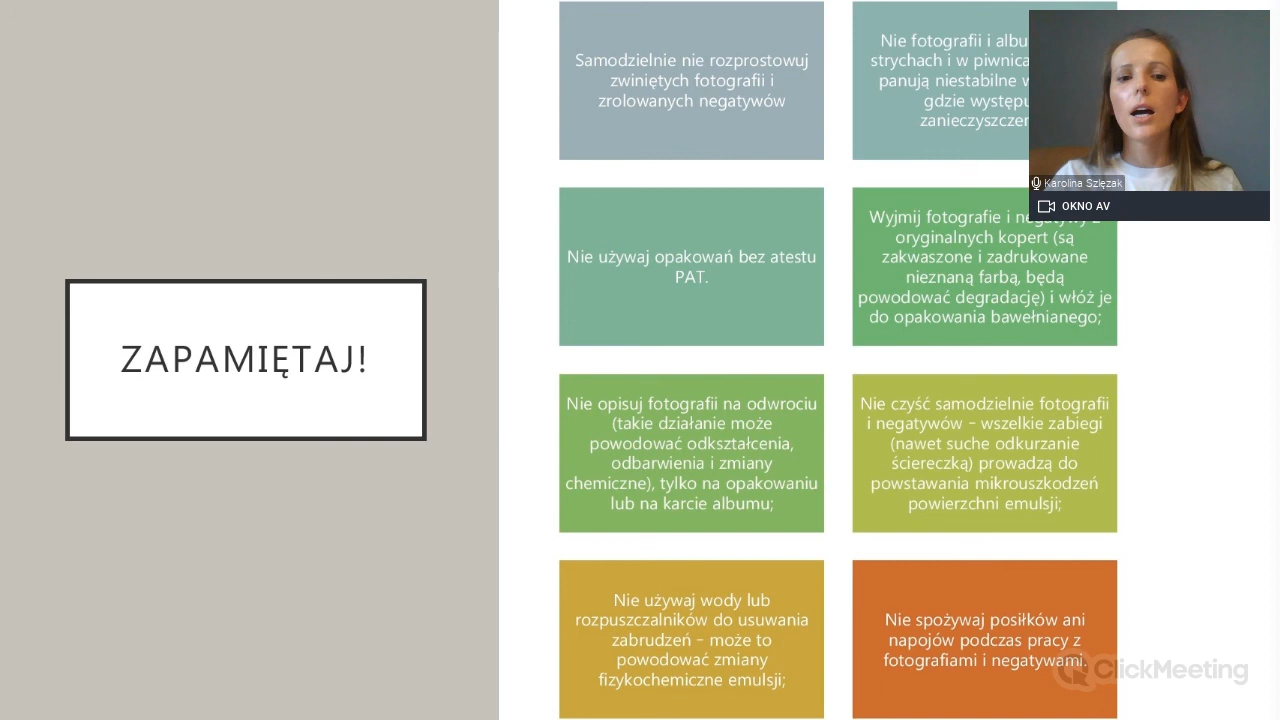 ZAPAMIĘTAJ!
Samodzielnie nie rozprostowuj
zwiniętych fotografii i
zrolowanych negatywów
Nie fotografii i
strychach i w
panują niestabilne
gdzie
Nie używaj opakowań bez atestu
PAT.
Wyjmij fotografie i negatywy z
oryginalnych kopert (są
zakwaszone i zadrukowane
nieznaną farbą, będą
powodować degradację) i włóż je
do opakowania bawełnianego;
Nie opisuj fotografii na odwrociu
(takie działanie może
powodować odkształcenia,
odbarwienia i zmiany
chemiczne), tylko na opakowaniu
lub na karcie albumu;
Nie czyść samodzielnie fotografii
i negatywów – wszelkie zabiegi
(nawet suche odkurzanie
ściereczką) prowadzą do
powstawania mikrouszkodzeń
powierzchni emulsji;
Nie używaj wody lub
rozpuszczalników do usuwania
zabrudzeń – może to
powodować zmiany
fizykochemiczne emulsji;
Nie spożywaj posiłków ani
napojów podczas pracy z
fotografiami i negatywami.
Karolina Szlęzak
OKNO AV
ClickMeeting